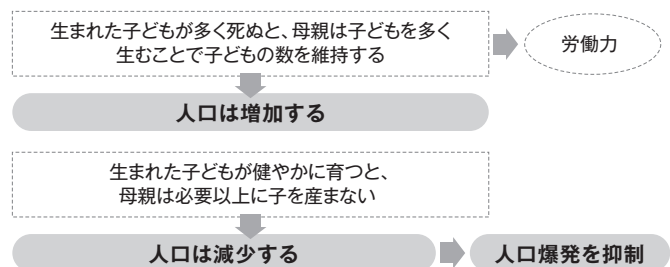 生まれた子どもが多く死ぬと、母親は子どもを多く
生むことで子どもの数を維持する
労働力
人口は増加する
生まれた子どもが健やかに育つと、
母親は必要以上に子を産まない
人口は減少する
人口爆発を抑制